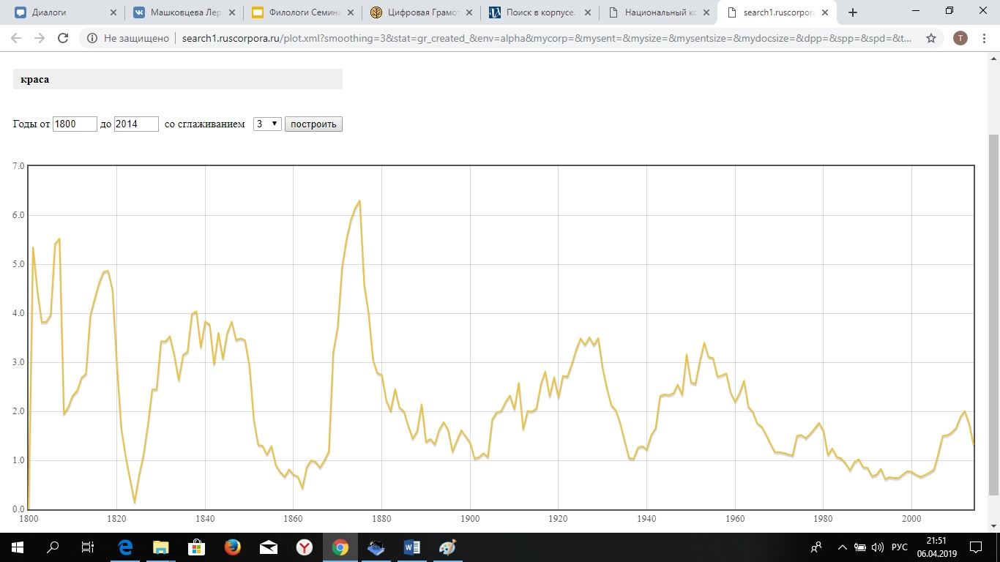 Диалоги
Машковцева Лер
Филологи Семина
Цифровая Грамот
Поиск в корпусе.
Национальный ко
search1.ruscorpora
Не защищено
search1.ruscorpora.ru/plot.xml?smoothing=3&stat=gr_created_&env=alpha&mycorp=&mysent=&mysize=&mysentsize=&mydocsize=&dpp=&spp=&spd=&t...
T
краса
Годы от 1800 до 2014 со сглаживанием 3 построить
7.0
6.0
5.0
4.0
3.0
2.0
1.0
0.0
1800 1820 1840 1860 1880 1900 1920 1940 1960 1980 2000
РУС
21:51
06.04.2019